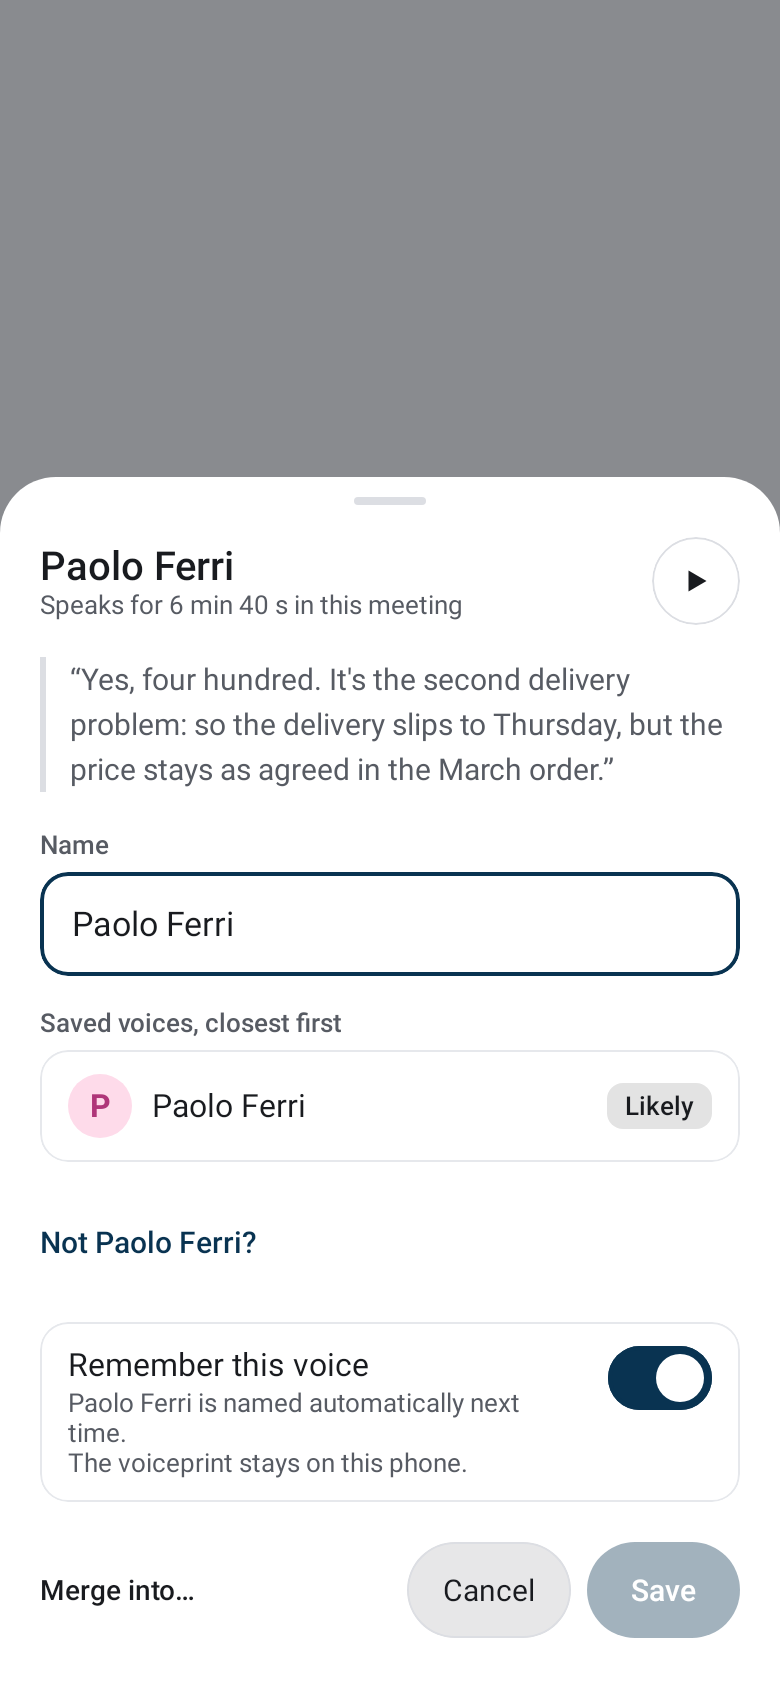 Paolo Ferri
Speaks for 6 min 40 s in this meeting
“Yes, four hundred. It's the second delivery
problem: so the delivery slips to Thursday, but the
price stays as agreed in the March order.”
Name
Paolo Ferri
Saved voices, closest first
P Paolo Ferri Likely
Not Paolo Ferri?
Remember this voice
Paolo Ferri is named automatically next
time.
The voiceprint stays on this phone.
Merge into… Cancel Save